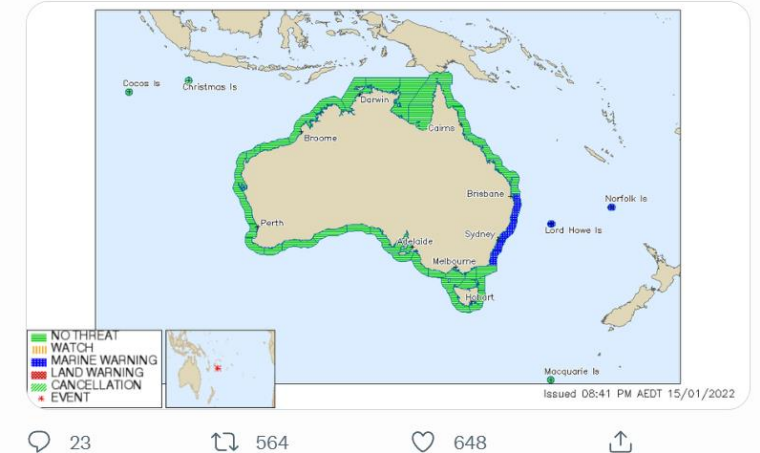 Cocos Is
Christmas Is
Darwin
Cairns
Broome
Brisbane
Norfolk Is
Perth
Sydney
Lord Howe Is
Adelaide
Melbourne
Hobart
NO THREAT
WATCH
MARINE WARNING
LAND WARNING
CANCELLATION
EVENT
Macquarie Is
Issued 08:41 PM AEDT 15/01/2022
23 564 648